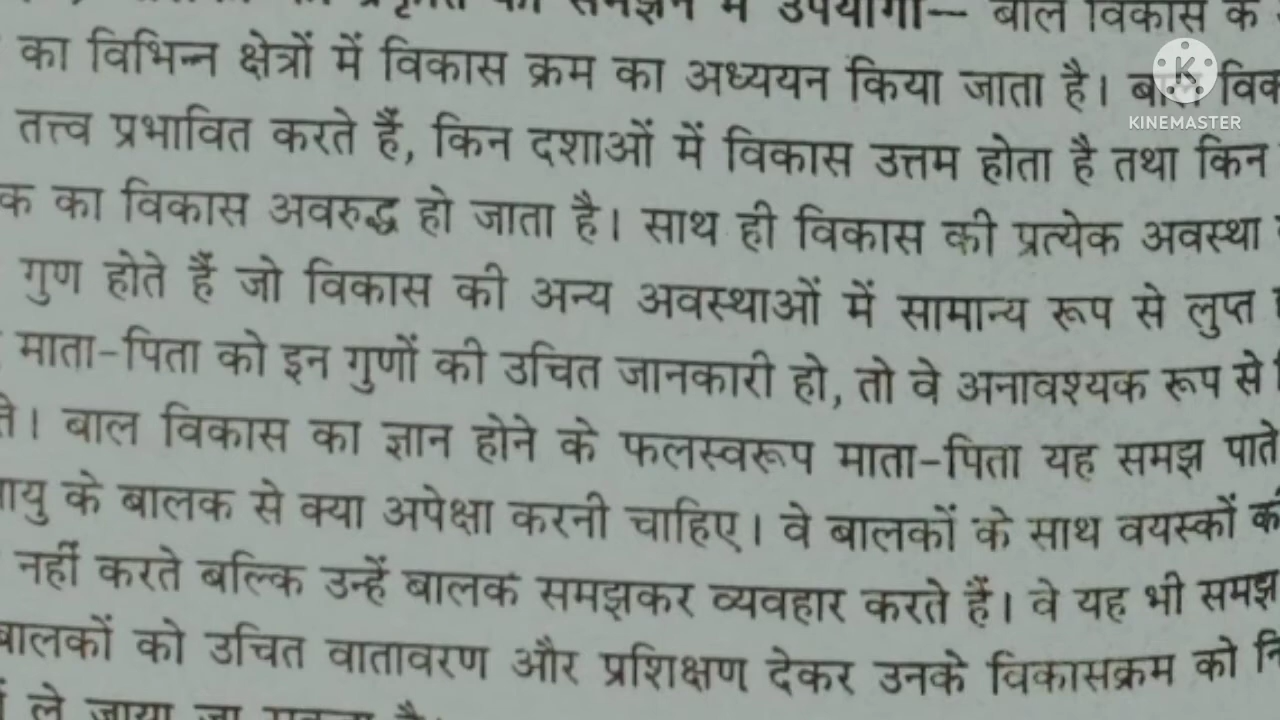 उपयोगी— बाल विकास के
का विभिन्न क्षेत्रों में विकास क्रम का अध्ययन किया जाता है।
तत्त्व प्रभावित करते हैं, किन दशाओं में विकास उत्तम होता है तथा किन
का विकास अवरुद्ध हो जाता है। साथ ही विकास की प्रत्येक अवस्था
गुण होते हैं जो विकास की अन्य अवस्थाओं में सामान्य रूप से लुप्त
माता-पिता को इन गुणों की उचित जानकारी हो, तो वे अनावश्यक रूप से
। बाल विकास का ज्ञान होने के फलस्वरूप माता-पिता यह समझ पाते
के बालक से क्या अपेक्षा करनी चाहिए। वे बालकों के साथ वयस्कों
नहीं करते बल्कि उन्हें बालक समझकर व्यवहार करते हैं। वे यह भी समझ
बालकों को उचित वातावरण और प्रशिक्षण देकर उनके विकासक्रम को
ले जाया जा सकता है।
KINEMASTER